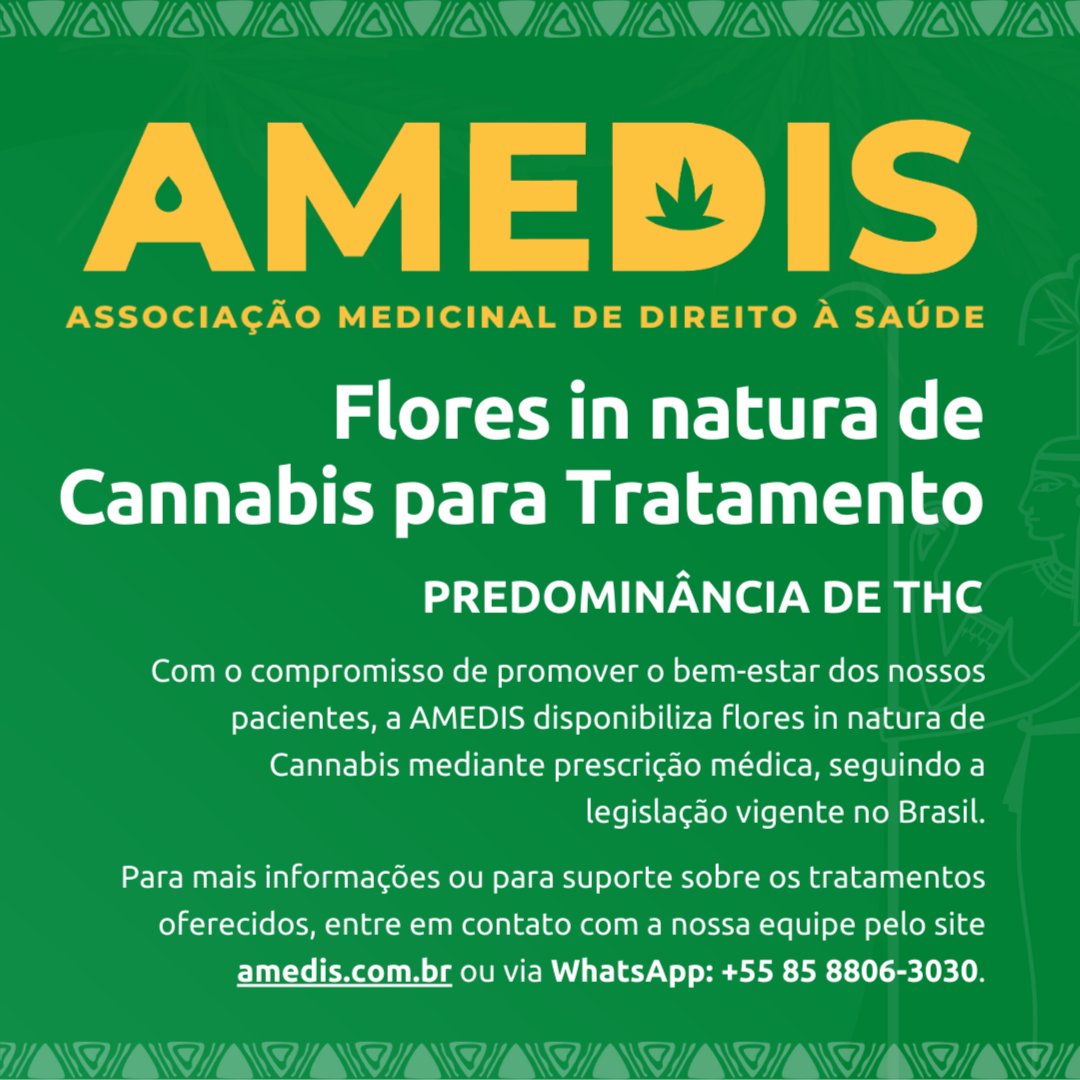 AMEDIS
ASSOCIAÇÃO MEDICINAL DE DIREITO À SAÚDE
Flores in natura de
Cannabis para Tratamento
PREDOMINÂNCIA DE THC
Com o compromisso de promover o bem-estar dos nossos
pacientes, a AMEDIS disponibiliza flores in natura de
Cannabis mediante prescrição médica, seguindo a
legislação vigente no Brasil.
Para mais informações ou para suporte sobre os tratamentos
oferecidos, entre em contato com a nossa equipe pelo site
amedis.com.br ou via WhatsApp: +55 85 8806-3030.